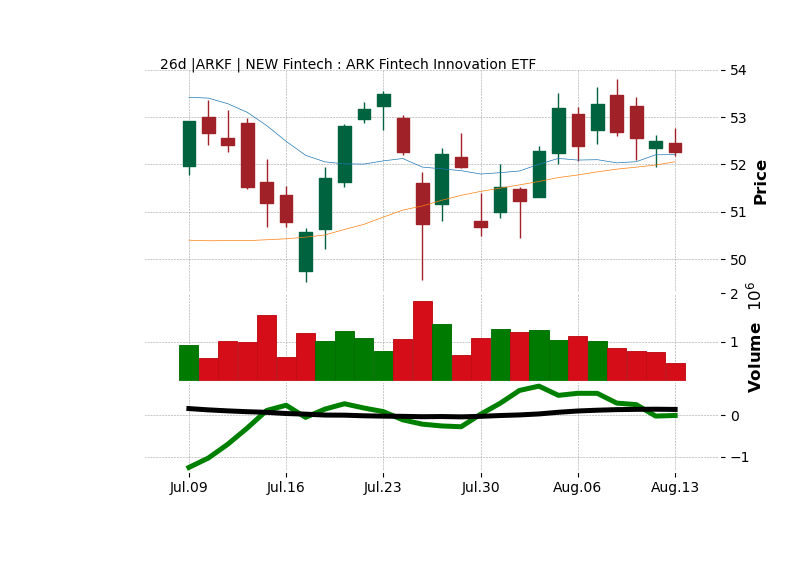 26d |ARKF | NEW Fintech : ARK Fintech Innovation ETF
54
53
52
51
50
Price
2
1
Volume 10^6
0
−1
Jul.09 Jul.16 Jul.23 Jul.30 Aug.06 Aug.13